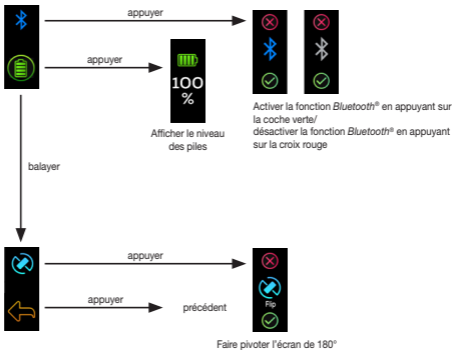 appuyer
appuyer
100
%
Afficher le niveau
des piles
Activer la fonction Bluetooth® en appuyant sur
la coche verte/
désactiver la fonction Bluetooth® en appuyant
sur la croix rouge
balayer
appuyer
appuyer
précédent
Flip
Faire pivoter l'écran de 180°